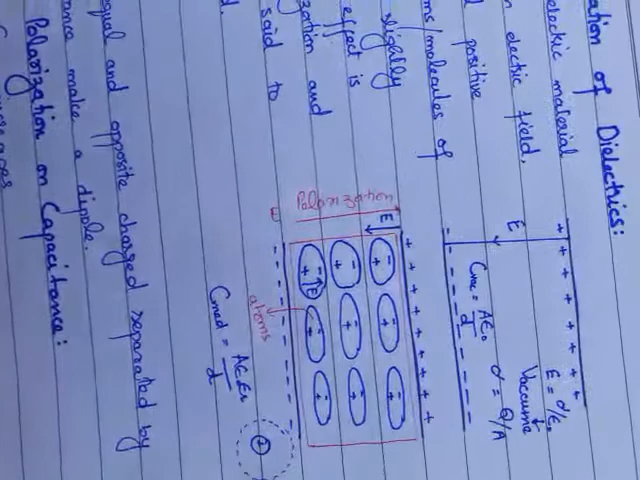 ation of Dielectrics:
electric material
n electric field,
d positive
ms/molecules of
slightly
effect is
zation and
said to
d.
equal and opposite charged separated by
ance make a dipole.
Polarization on Capacitance:
+ + + + + + + + +
E
E = σ/ε₀
Vaccume
σ = Q/A
Cvac = Aε₀/d
- - - - - -
+ + + + + + + + + + +
E
Polarization
E
atoms
- - - - - - - -
Cmed = Aε₀εr/d